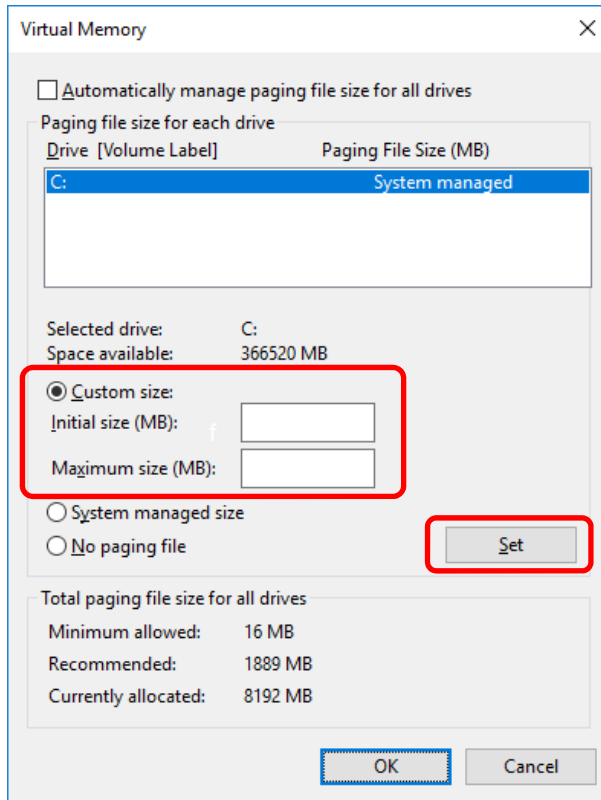 Virtual Memory
Automatically manage paging file size for all drives
Paging file size for each drive
Drive [Volume Label] Paging File Size (MB)
C: System managed
Selected drive: C:
Space available: 366520 MB
Custom size:
Initial size (MB): f
Maximum size (MB):
System managed size
No paging file
Set
Total paging file size for all drives
Minimum allowed: 16 MB
Recommended: 1889 MB
Currently allocated: 8192 MB
OK Cancel